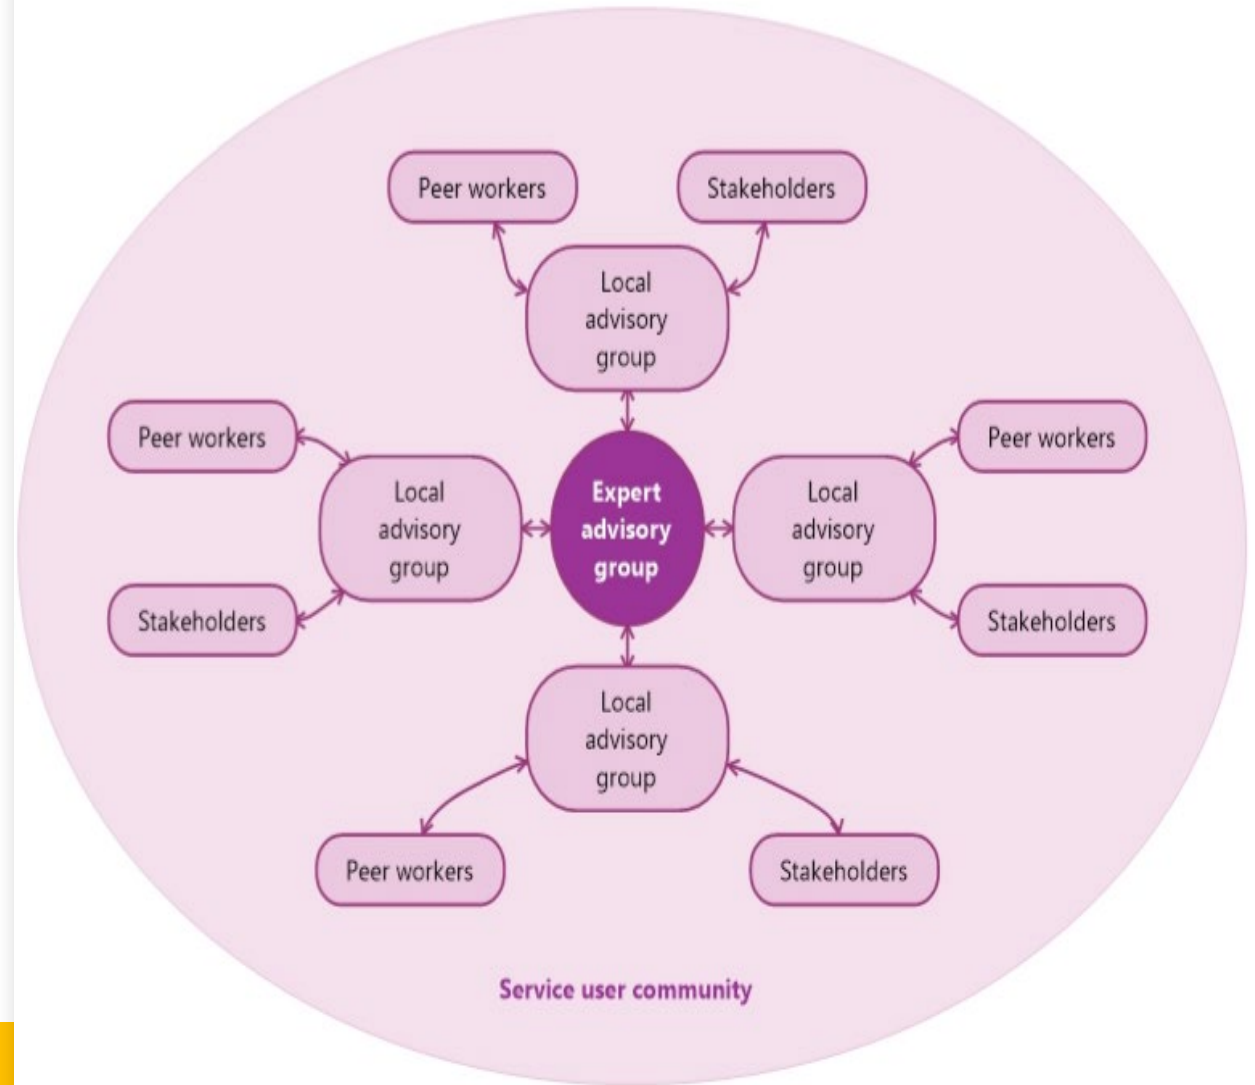 Peer workers
Stakeholders
Local
advisory
group
Peer workers
Stakeholders
Local
advisory
group
Expert
advisory
group
Local
advisory
group
Peer workers
Stakeholders
Local
advisory
group
Peer workers
Stakeholders
Service user community